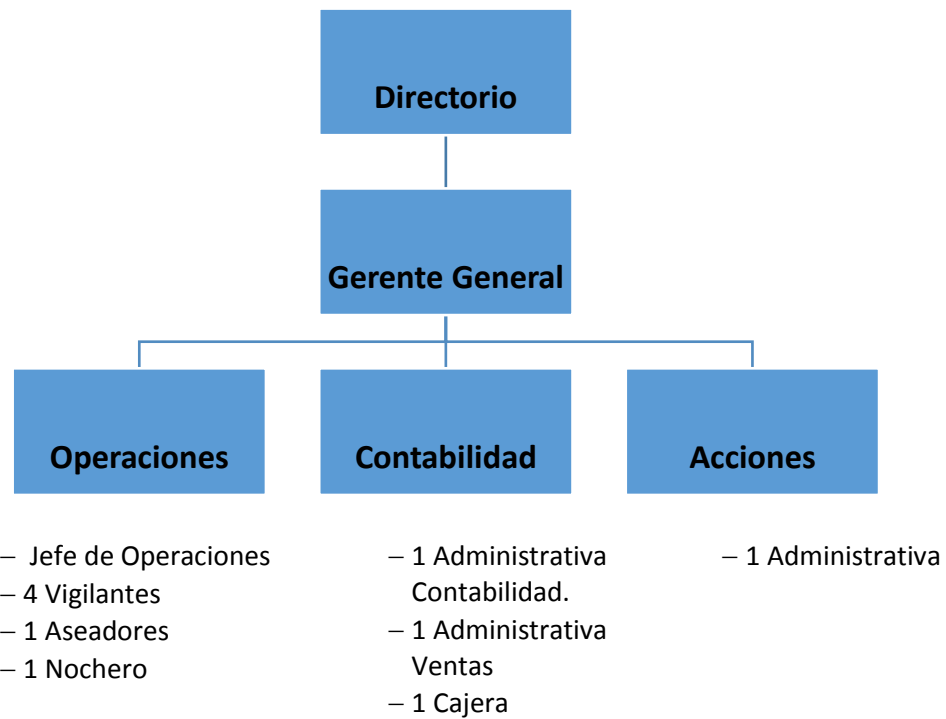 Directorio
Gerente General
Operaciones
Contabilidad
Acciones
– Jefe de Operaciones
– 4 Vigilantes
– 1 Aseadores
– 1 Nochero
– 1 Administrativa
Contabilidad.
– 1 Administrativa
Ventas
– 1 Cajera
– 1 Administrativa